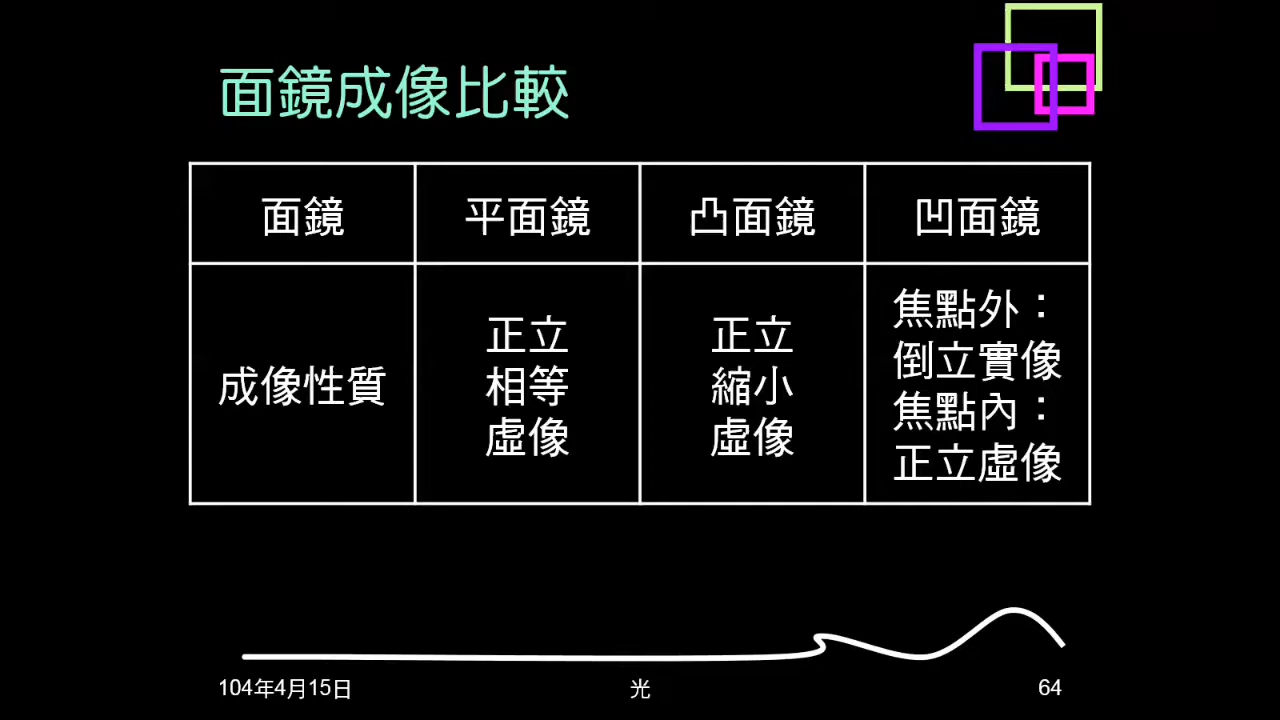 面鏡成像比較
面鏡
平面鏡
凸面鏡
凹面鏡
成像性質
正立
相等
虛像
正立
縮小
虛像
焦點外：
倒立實像
焦點內：
正立虛像
104年4月15日
光
64